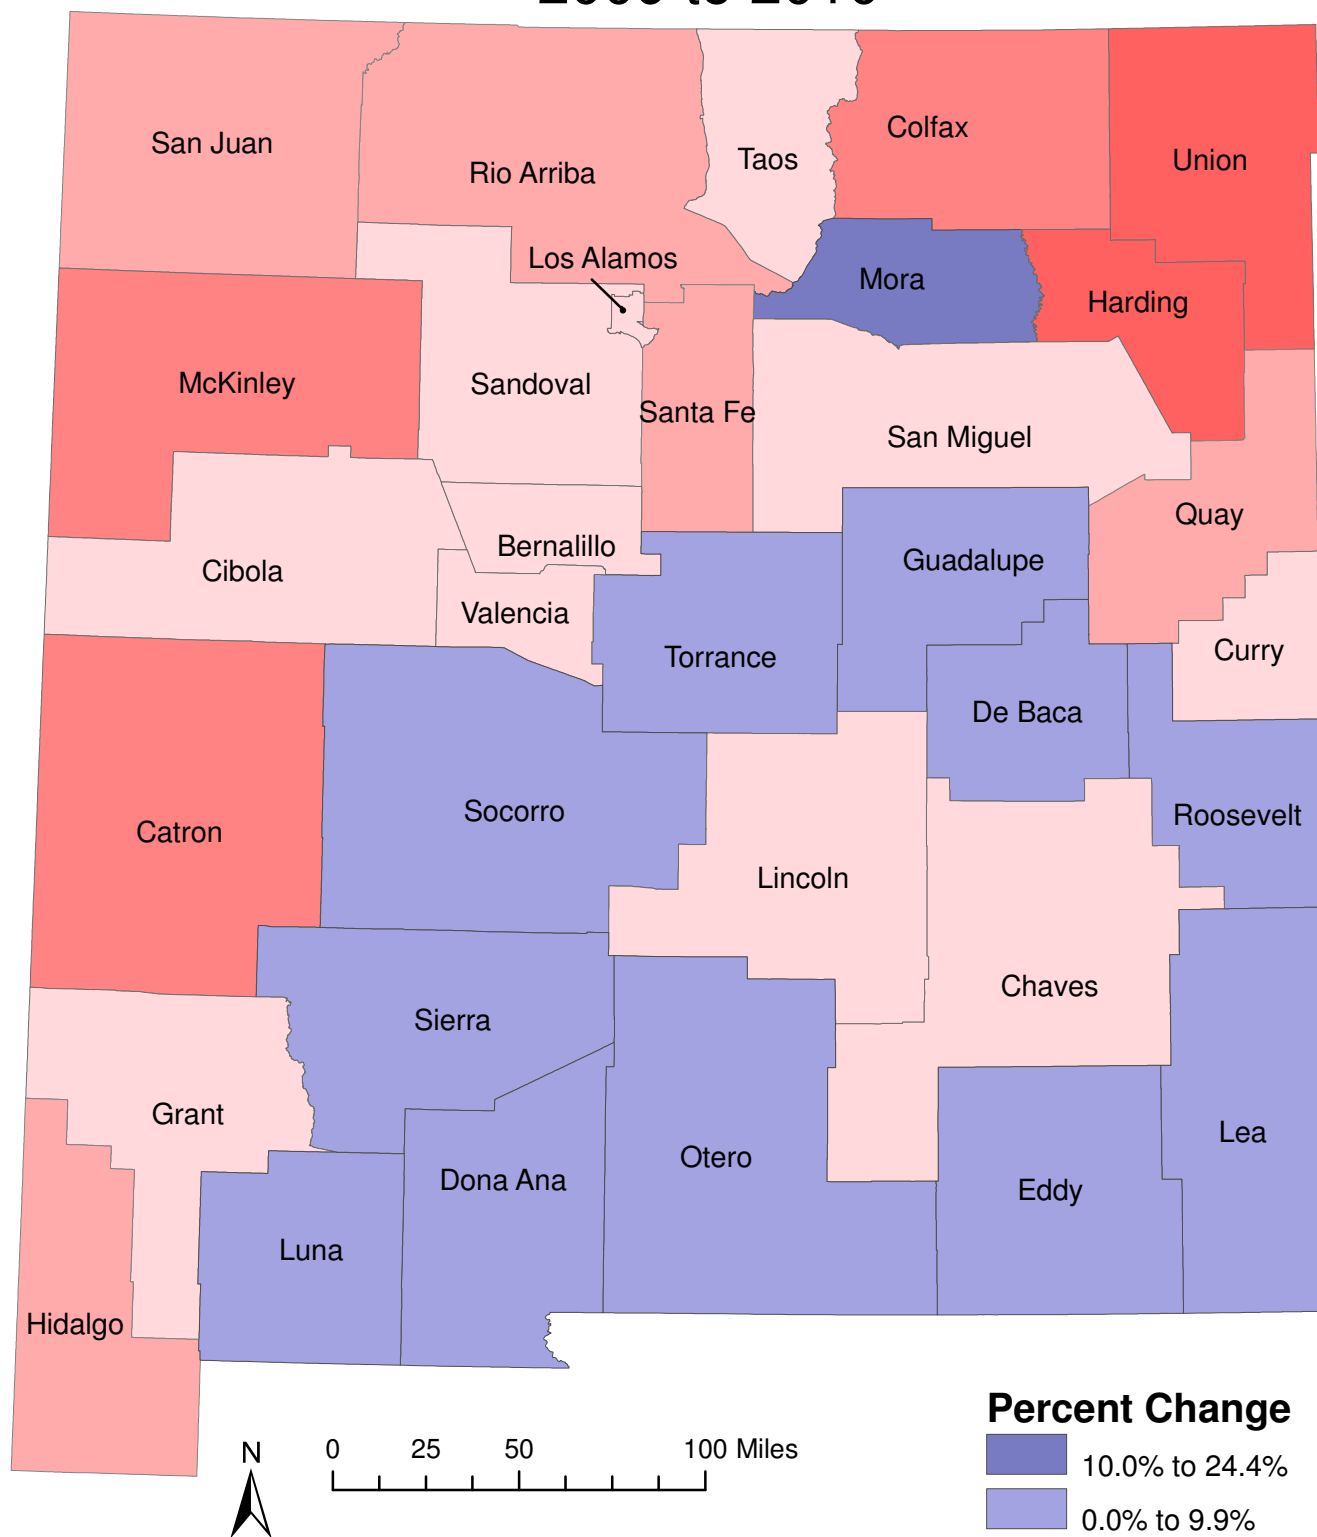 San Juan
Rio Arriba
Taos
Colfax
Union
Los Alamos
Mora
Harding
McKinley
Sandoval
Santa Fe
San Miguel
Quay
Cibola
Bernalillo
Guadalupe
Valencia
Torrance
Curry
De Baca
Catron
Socorro
Roosevelt
Lincoln
Chaves
Sierra
Grant
Dona Ana
Otero
Lea
Eddy
Luna
Hidalgo
Percent Change
10.0% to 24.4%
0.0% to 9.9%
N
0 25 50 100 Miles